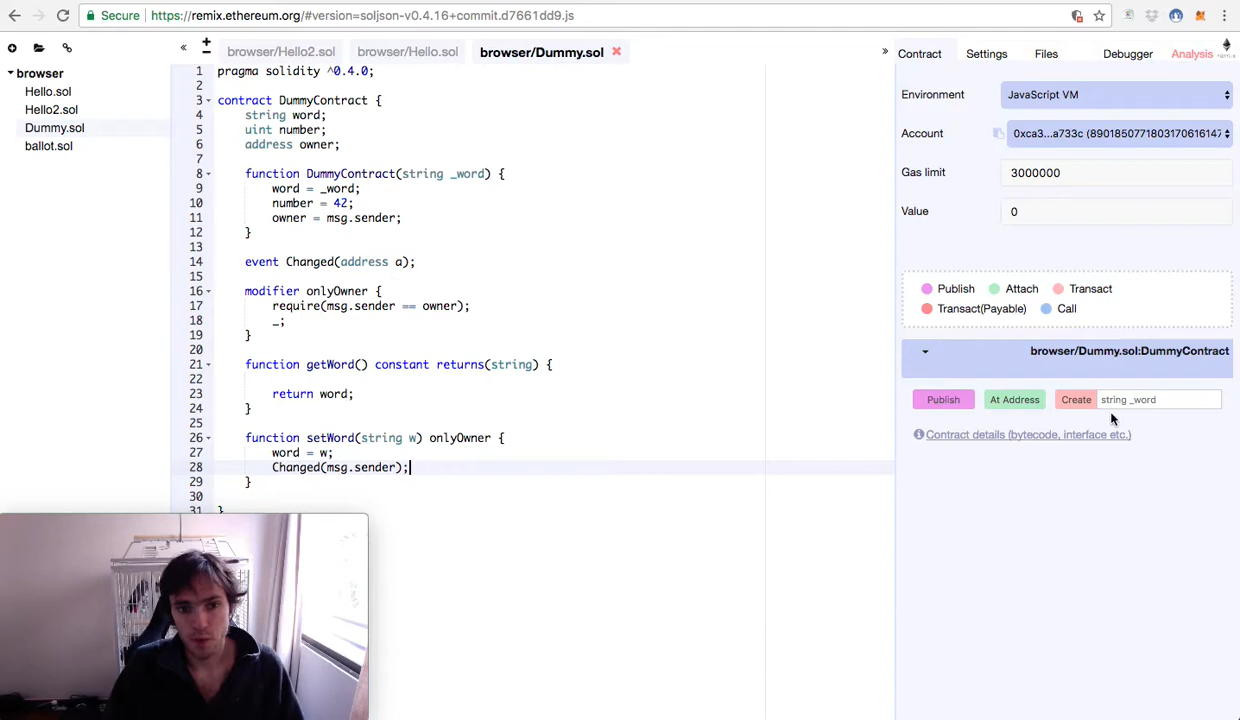 Secure https://remix.ethereum.org/#version=soljson-v0.4.16+commit.d7661dd9.js
browser/Hello2.sol browser/Hello.sol browser/Dummy.sol
Contract Settings Files Debugger Analysis
browser
Hello.sol
Hello2.sol
Dummy.sol
ballot.sol
1 pragma solidity ^0.4.0;
2
3 contract DummyContract {
4 string word;
5 uint number;
6 address owner;
7
8 function DummyContract(string _word) {
9 word = _word;
10 number = 42;
11 owner = msg.sender;
12 }
13
14 event Changed(address a);
15
16 modifier onlyOwner {
17 require(msg.sender == owner);
18 _;
19 }
20
21 function getWord() constant returns(string) {
22
23 return word;
24 }
25
26 function setWord(string w) onlyOwner {
27 word = w;
28 Changed(msg.sender);
29 }
30
31 }
Environment JavaScript VM
Account 0xca3...a733c (8901850771803170616147
Gas limit 3000000
Value 0
Publish Attach Transact
Transact(Payable) Call
browser/Dummy.sol:DummyContract
Publish At Address Create string _word
Contract details (bytecode, interface etc.)